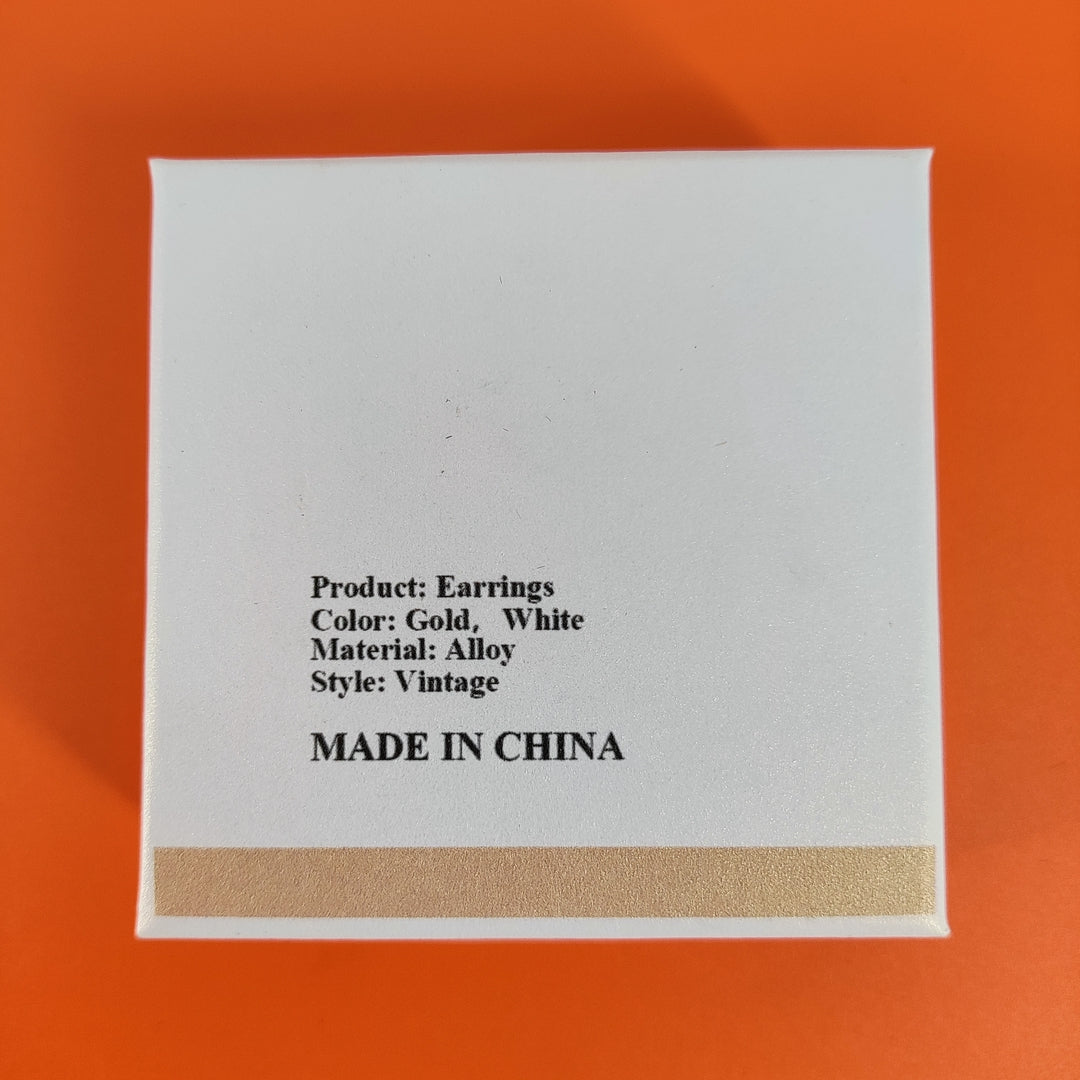 Product: Earrings
Color: Gold， White
Material: Alloy
Style: Vintage
MADE IN CHINA